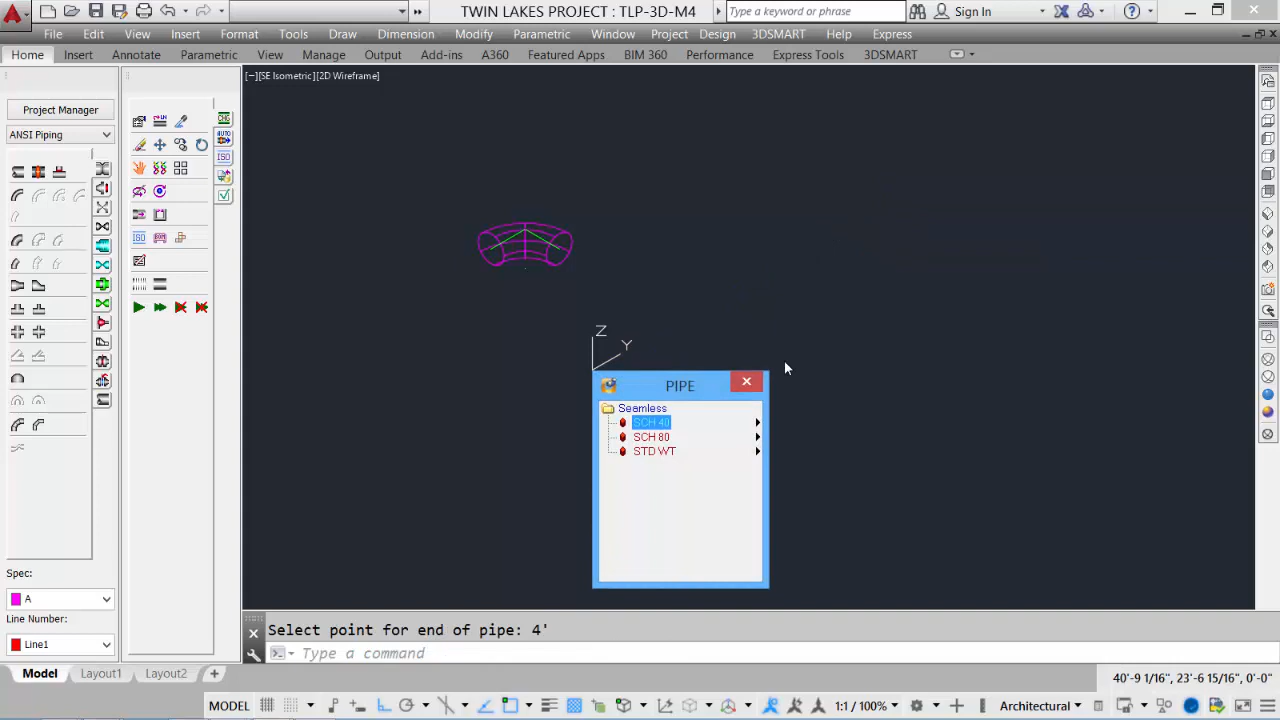 TWIN LAKES PROJECT : TLP-3D-M4
Type a keyword or phrase
Sign In
File Edit View Insert Format Tools Draw Dimension Modify Parametric Window Project Design 3DSMART Help Express
Home Insert Annotate Parametric View Manage Output Add-ins A360 Featured Apps BIM 360 Performance Express Tools 3DSMART
[−][SE Isometric][2D Wireframe]
Project Manager
ANSI Piping
CHG
AUTO
ISO
ISO
Z
Y
PIPE
Seamless
SCH 40
SCH 80
STD WT
Spec:
A
Line Number:
Line1
Select point for end of pipe: 4'
Type a command
Model Layout1 Layout2 +
40'-9 1/16", 23'-6 15/16", 0'-0"
MODEL
1:1 / 100%
Architectural